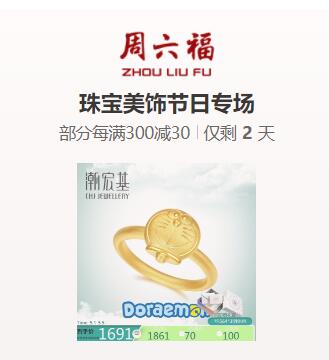 周六福
ZHOU LIU FU
珠宝美饰节日专场
部分每满300减30 | 仅剩 2 天
潮宏基
CHJ JEWELLERY
DORAEMON
1691
1861
70
100